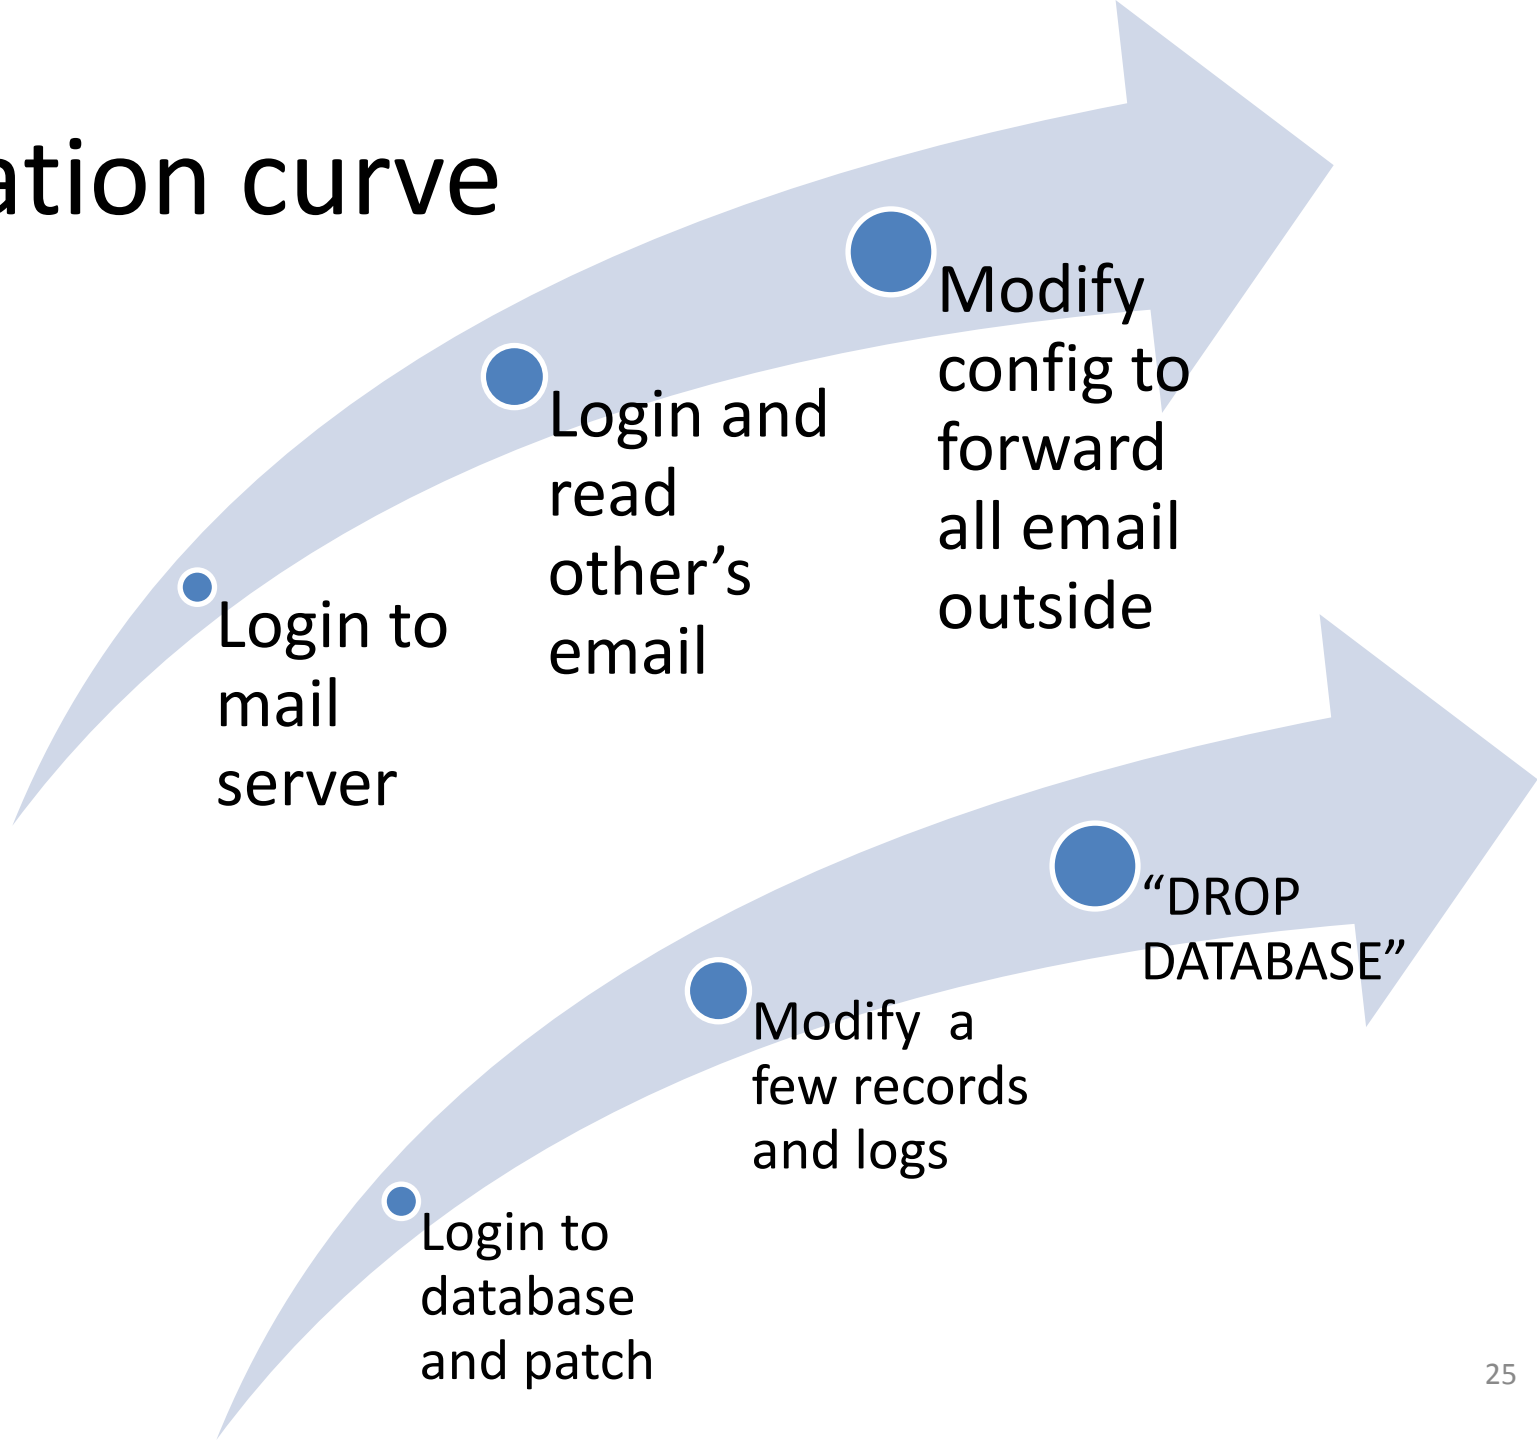 ation curve
Modify
config to
forward
all email
outside
Login and
read
other’s
email
Login to
mail
server
“DROP
DATABASE”
Modify  a
few records
and logs
Login to
database
and patch
25